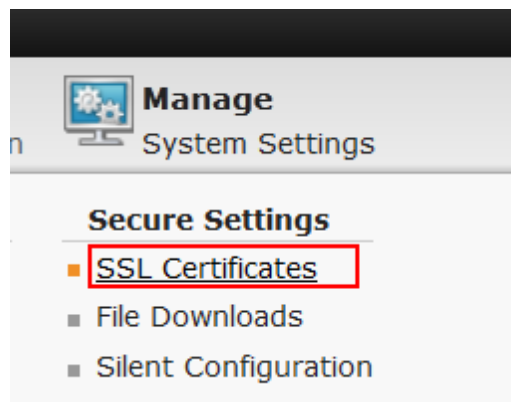 Manage
n
System Settings
Secure Settings
SSL Certificates
File Downloads
Silent Configuration